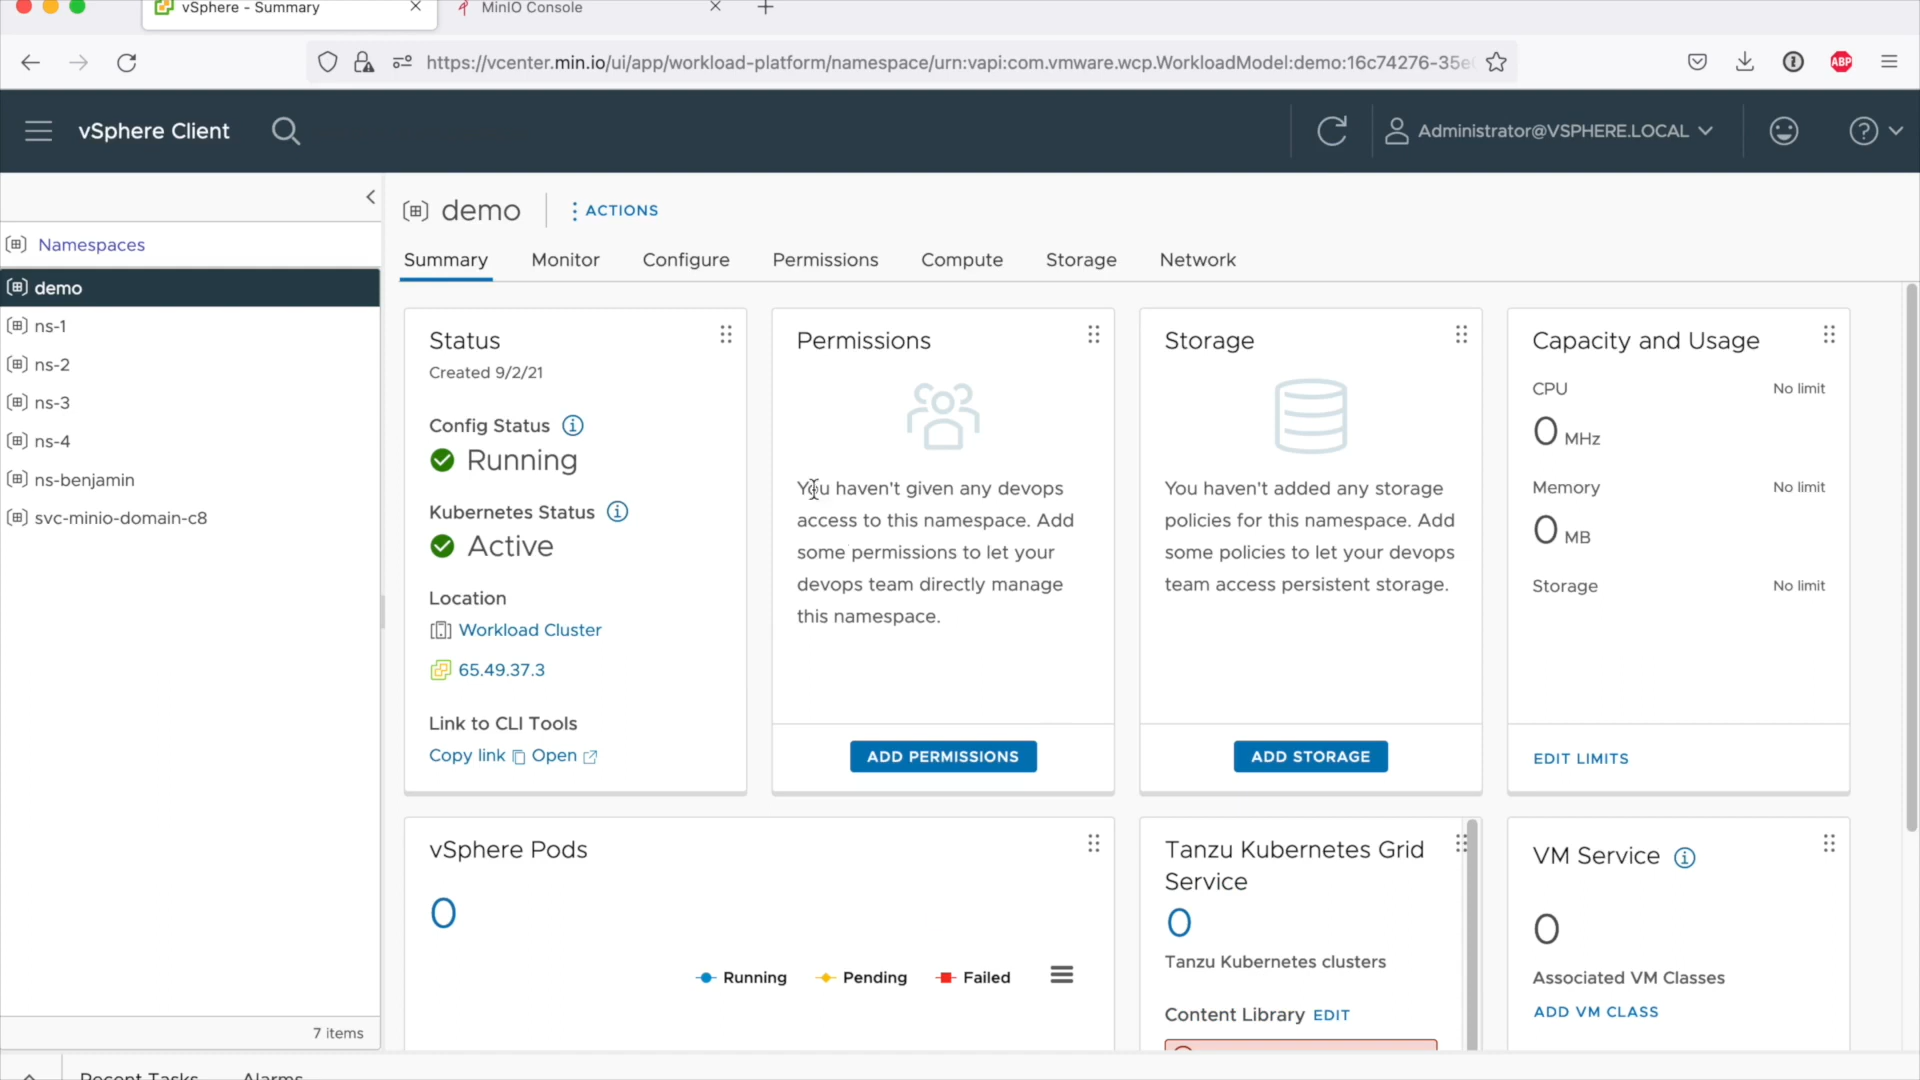 vSphere - Summary
MinIO Console
https://vcenter.min.io/ui/app/workload-platform/namespace/urn:vapi:com.vmware.wcp.WorkloadModel:demo:16c74276-35e
ABP
vSphere Client
Administrator@VSPHERE.LOCAL
demo
ACTIONS
Namespaces
demo
ns-1
ns-2
ns-3
ns-4
ns-benjamin
svc-minio-domain-c8
7 items
Summary
Monitor
Configure
Permissions
Compute
Storage
Network
Status
Created 9/2/21
Config Status
Running
Kubernetes Status
Active
Location
Workload Cluster
65.49.37.3
Link to CLI Tools
Copy link Open
Permissions
You haven't given any devops
access to this namespace. Add
some permissions to let your
devops team directly manage
this namespace.
ADD PERMISSIONS
Storage
You haven't added any storage
policies for this namespace. Add
some policies to let your devops
team access persistent storage.
ADD STORAGE
Capacity and Usage
CPU No limit
0 MHz
Memory No limit
0 MB
Storage No limit
EDIT LIMITS
vSphere Pods
0
Running Pending Failed
Tanzu Kubernetes Grid
Service
0
Tanzu Kubernetes clusters
Content Library EDIT
VM Service
0
Associated VM Classes
ADD VM CLASS
Recent Tasks Alarms